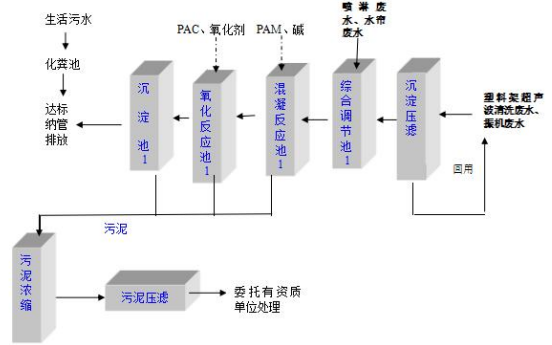 生活污水
化粪池
达标
纳管
排放
PAC、氧化剂
PAM、碱
喷淋废
水、水帘
废水
沉淀池1
氧化反应池1
混凝反应池1
综合调节池1
沉淀压滤
塑料架超声
波清洗废水、
振机废水
回用
污泥
污泥浓缩
污泥压滤
委托有资质
单位处理